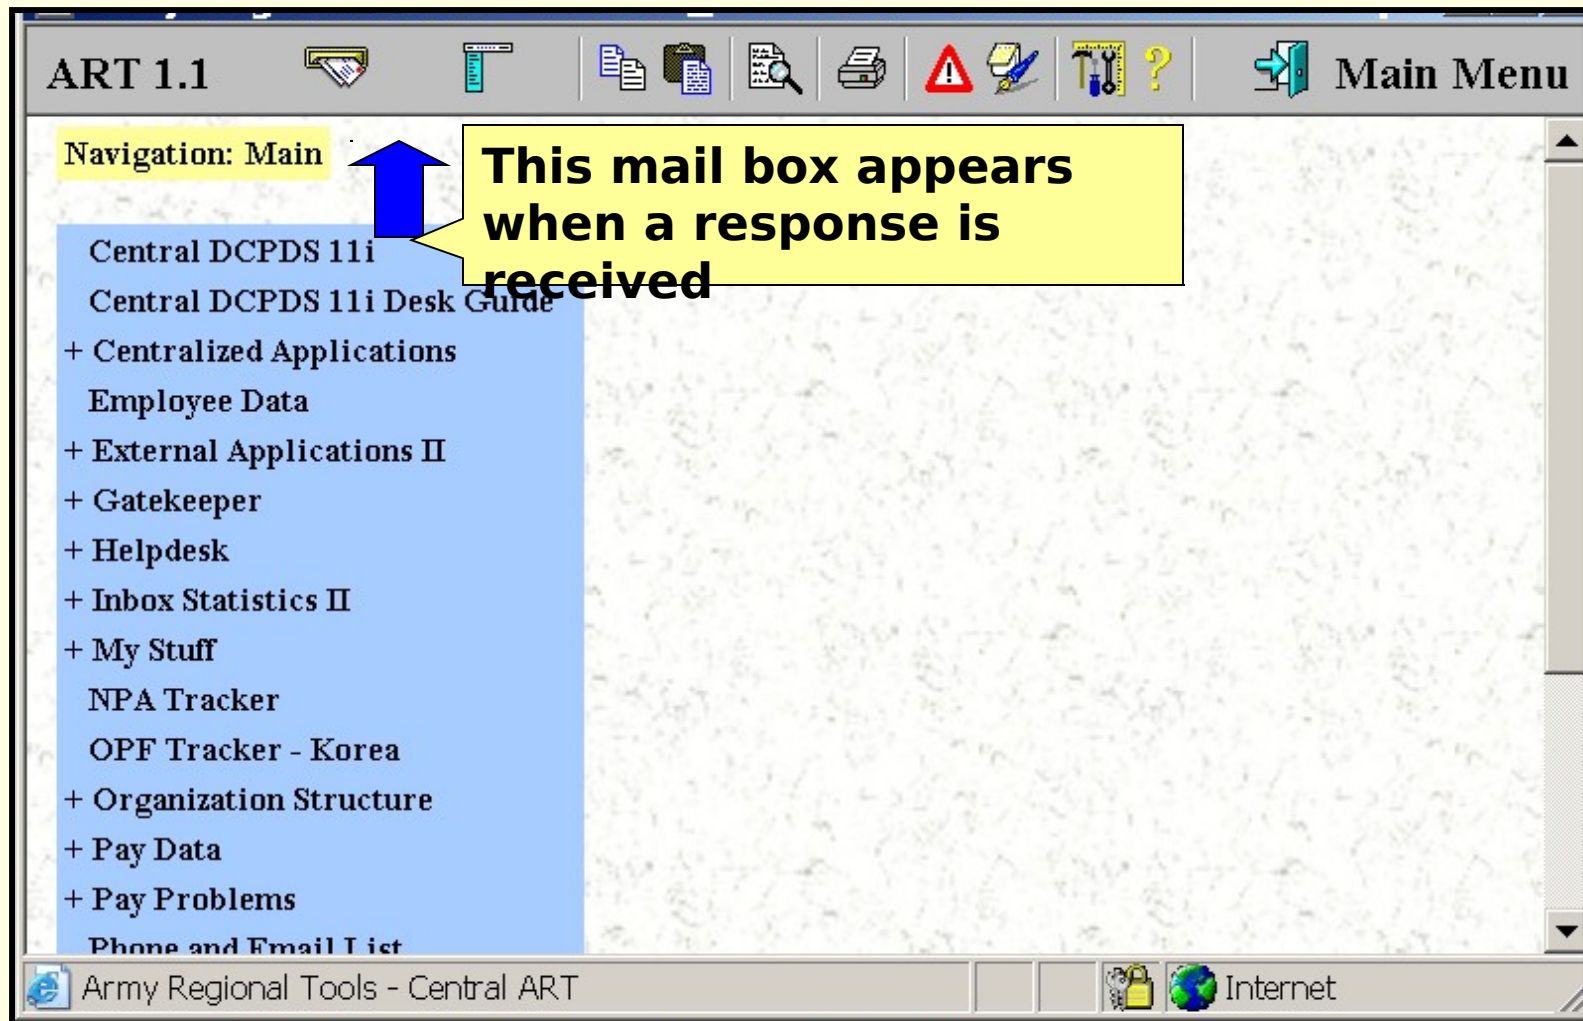 ART 1.1
Main Menu
Navigation: Main
This mail box appears
when a response is
received
Central DCPDS 11i
Central DCPDS 11i Desk Guide
+ Centralized Applications
Employee Data
+ External Applications II
+ Gatekeeper
+ Helpdesk
+ Inbox Statistics II
+ My Stuff
NPA Tracker
OPF Tracker - Korea
+ Organization Structure
+ Pay Data
+ Pay Problems
Phone and Email List
Army Regional Tools - Central ART
Internet